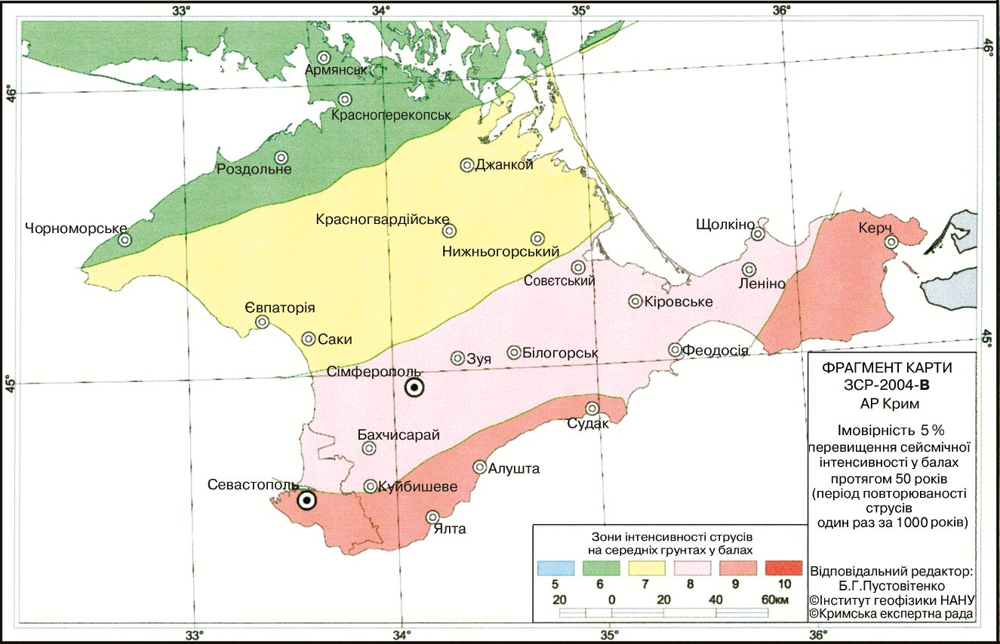 33°
34°
35°
36°
46°
46°
Армянськ
Красноперекопськ
Роздольне
Джанкой
Чорноморське
Красногвардійське
Нижньогорський
Щолкіно
Керч
Совєтський
Леніно
Кіровське
Євпаторія
Саки
Зуя
Білогорськ
Феодосія
45°
45°
Сімферополь
Судак
Бахчисарай
Алушта
Севастополь
Куйбишеве
Ялта
ФРАГМЕНТ КАРТИ
ЗСР-2004-В
АР Крим
Імовірність 5 %
перевищення сейсмічної
інтенсивності у балах
протягом 50 років
(період повторюваності
струсів
один раз за 1000 років)
Відповідальний редактор:
Б.Г.Пустовітенко
©Інститут геофізики НАНУ
©Кримська експертна рада
Зони інтенсивності струсів
на середніх грунтах у балах
5 6 7 8 9 10
20 0 20 40 60км
33°
34°
35°
36°